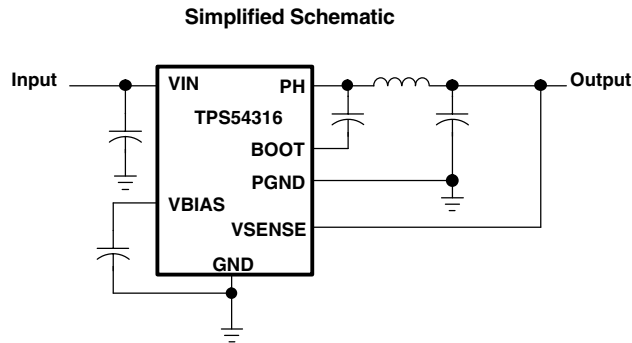 Simplified Schematic
Input
VIN
PH
Output
TPS54316
BOOT
PGND
VBIAS
VSENSE
GND